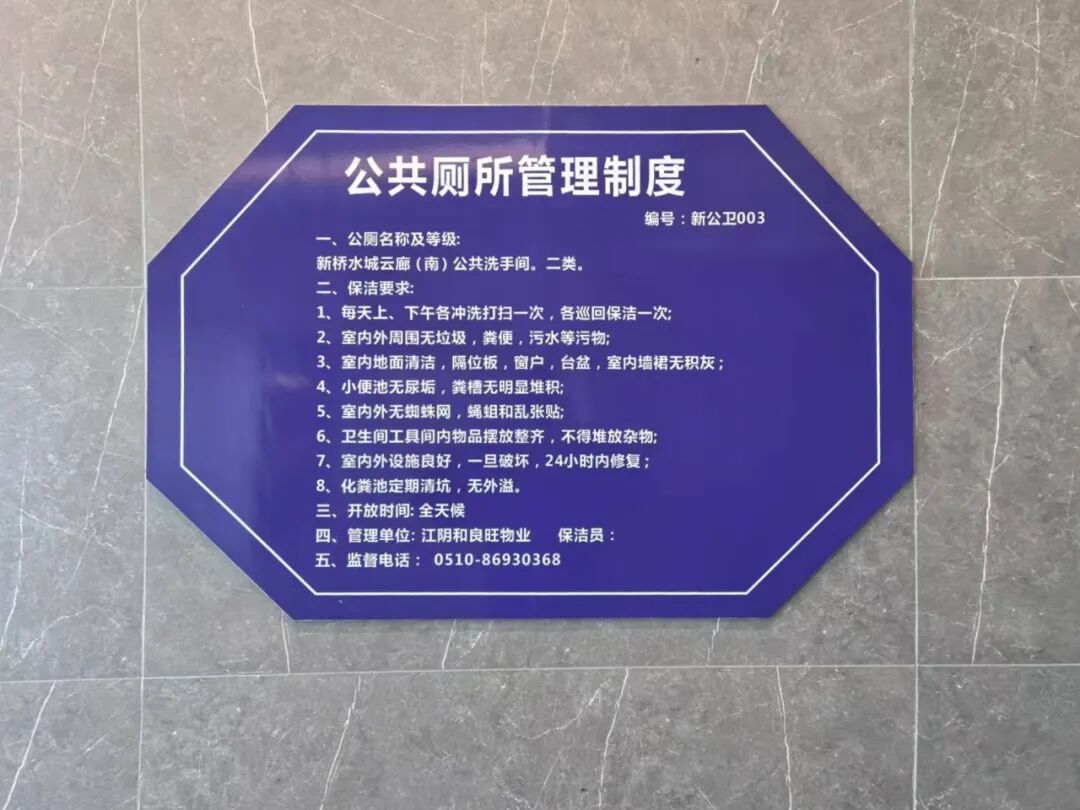 公共厕所管理制度
编号：新公卫003
一、公厕名称及等级:
新桥水城云廊（南）公共洗手间。二类。
二、保洁要求:
1、每天上、下午各冲洗打扫一次，各巡回保洁一次;
2、室内外周围无垃圾，粪便，污水等污物;
3、室内地面清洁，隔位板，窗户，台盆，室内墙裙无积灰；
4、小便池无尿垢，粪槽无明显堆积;
5、室内外无蜘蛛网，蝇蛆和乱张贴;
6、卫生间工具间内物品摆放整齐，不得堆放杂物;
7、室内外设施良好，一旦破坏，24小时内修复；
8、化粪池定期清坑，无外溢。
三、开放时间: 全天候
四、管理单位: 江阴和良旺物业　保洁员：
五、监督电话： 0510-86930368